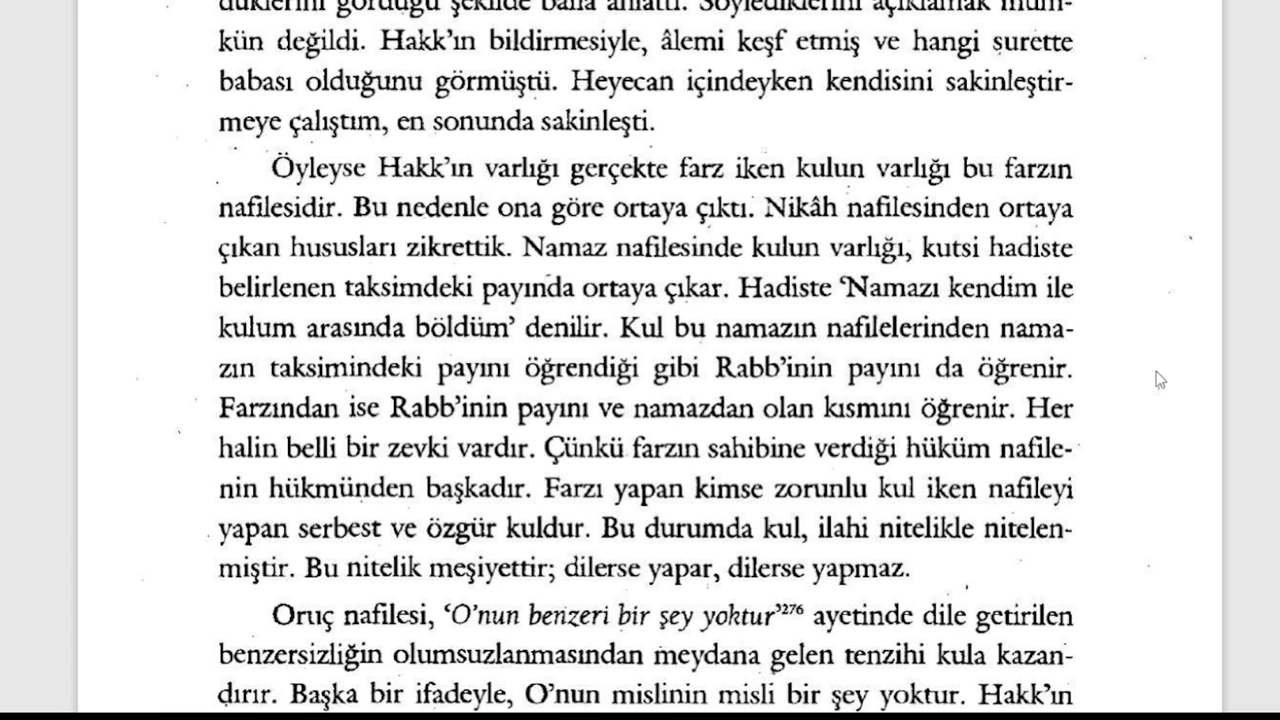 düklerini gördüğü şekilde bana anlattı. Söylediklerini açıklamak müm-
kün değildi. Hakk’ın bildirmesiyle, âlemi keşf etmiş ve hangi surette
babası olduğunu görmüştü. Heyecan içindeyken kendisini sakinleştir-
meye çalıştım, en sonunda sakinleşti.
Öyleyse Hakk’ın varlığı gerçekte farz iken kulun varlığı bu farzın
nafilesidir. Bu nedenle ona göre ortaya çıktı. Nikâh nafilesinden ortaya
çıkan hususları zikrettik. Namaz nafilesinde kulun varlığı, kutsi hadiste
belirlenen taksimdeki payında ortaya çıkar. Hadiste ‘Namazı kendim ile
kulum arasında böldüm’ denilir. Kul bu namazın nafilelerinden nama-
zın taksimindeki payını öğrendiği gibi Rabb’inin payını da öğrenir.
Farzından ise Rabb’inin payını ve namazdan olan kısmını öğrenir. Her
halin belli bir zevki vardır. Çünkü farzın sahibine verdiği hüküm nafile-
nin hükmünden başkadır. Farzı yapan kimse zorunlu kul iken nafileyi
yapan serbest ve özgür kuldur. Bu durumda kul, ilahi nitelikle nitelen-
miştir. Bu nitelik meşiyettir; dilerse yapar, dilerse yapmaz.
Oruç nafilesi, ‘O’nun benzeri bir şey yoktur’²⁷⁶ ayetinde dile getirilen
benzersizliğin olumsuzlanmasından meydana gelen tenzihi kula kazan-
dırır. Başka bir ifadeyle, O’nun mislinin misli bir şey yoktur. Hakk’ın